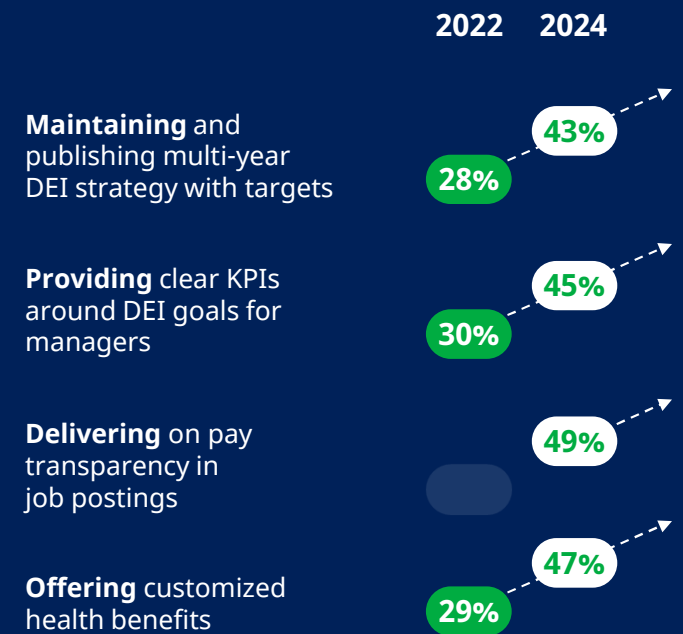 2022 2024
Maintaining and
publishing multi-year
DEI strategy with targets
28%
43%
Providing clear KPIs
around DEI goals for
managers
30%
45%
Delivering on pay
transparency in
job postings
49%
Offering customized
health benefits
29%
47%